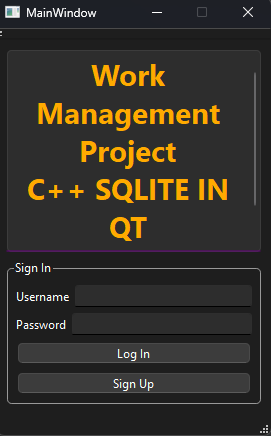 MainWindow
Work
Management
Project
C++ SQLITE IN
QT
Sign In
Username
Password
Log In
Sign Up